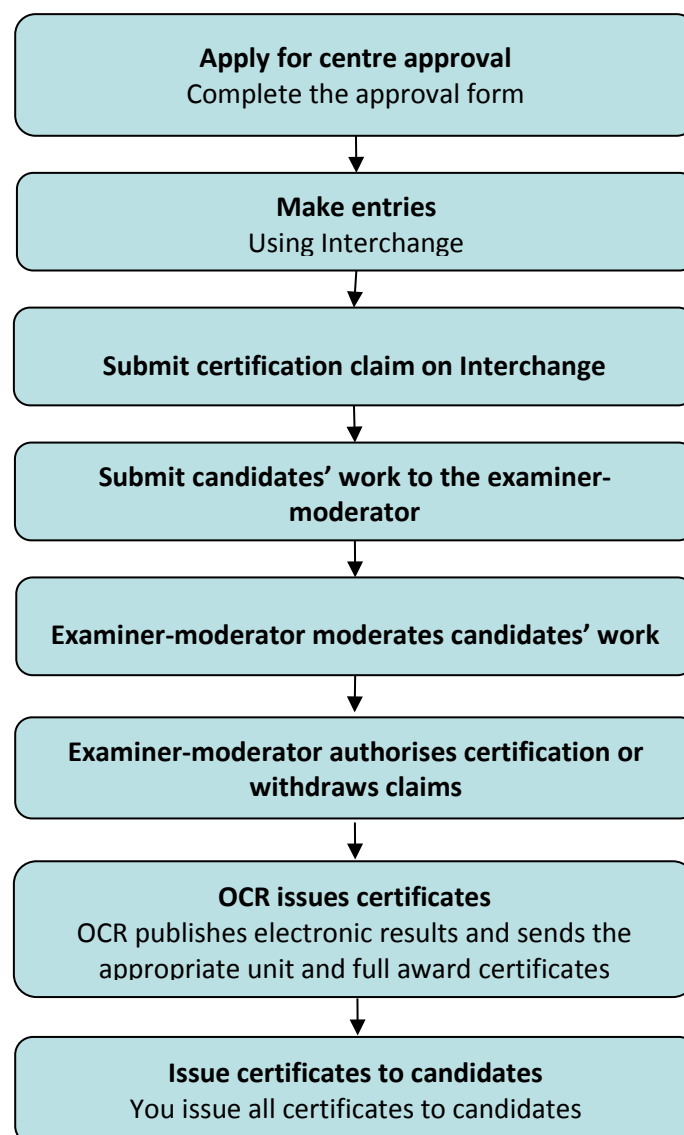 Apply for centre approval
Complete the approval form
Make entries
Using Interchange
Submit certification claim on Interchange
Submit candidates’ work to the examiner-
moderator
Examiner-moderator moderates candidates’ work
Examiner-moderator authorises certification or
withdraws claims
OCR issues certificates
OCR publishes electronic results and sends the
appropriate unit and full award certificates
Issue certificates to candidates
You issue all certificates to candidates